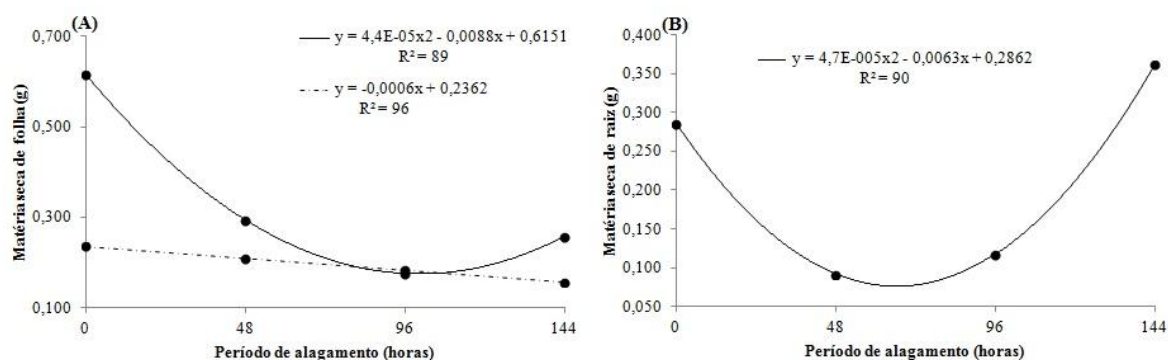 (A)
y = 4,4E-05x2 - 0,0088x + 0,6151
R² = 89
y = -0,0006x + 0,2362
R² = 96
Matéria seca de folha (g)
0,700
0,500
0,300
0,100
0
48
96
144
Período de alagamento (horas)
(B)
y = 4,7E-005x2 - 0,0063x + 0,2862
R² = 90
Matéria seca de raiz (g)
0,400
0,350
0,300
0,250
0,200
0,150
0,100
0,050
0
48
96
144
Período de alagamento (horas)